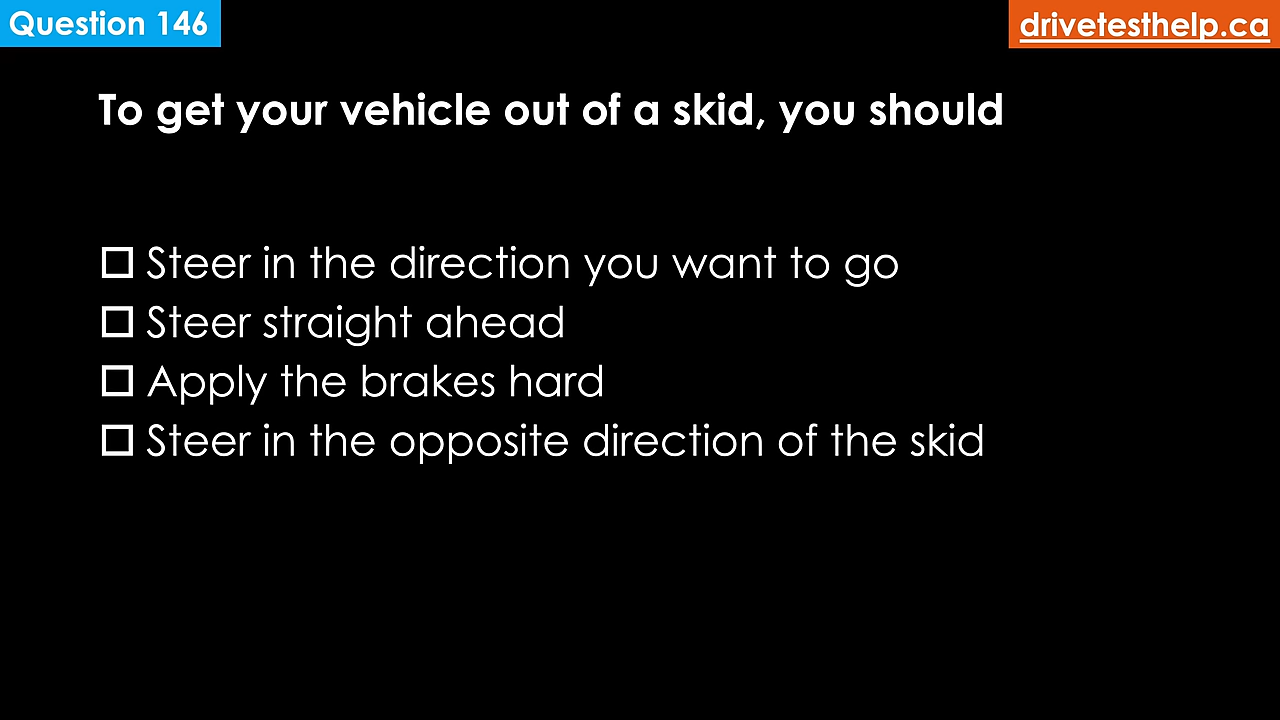 Question 146
drivetesthelp.ca
To get your vehicle out of a skid, you should
☐ Steer in the direction you want to go
☐ Steer straight ahead
☐ Apply the brakes hard
☐ Steer in the opposite direction of the skid